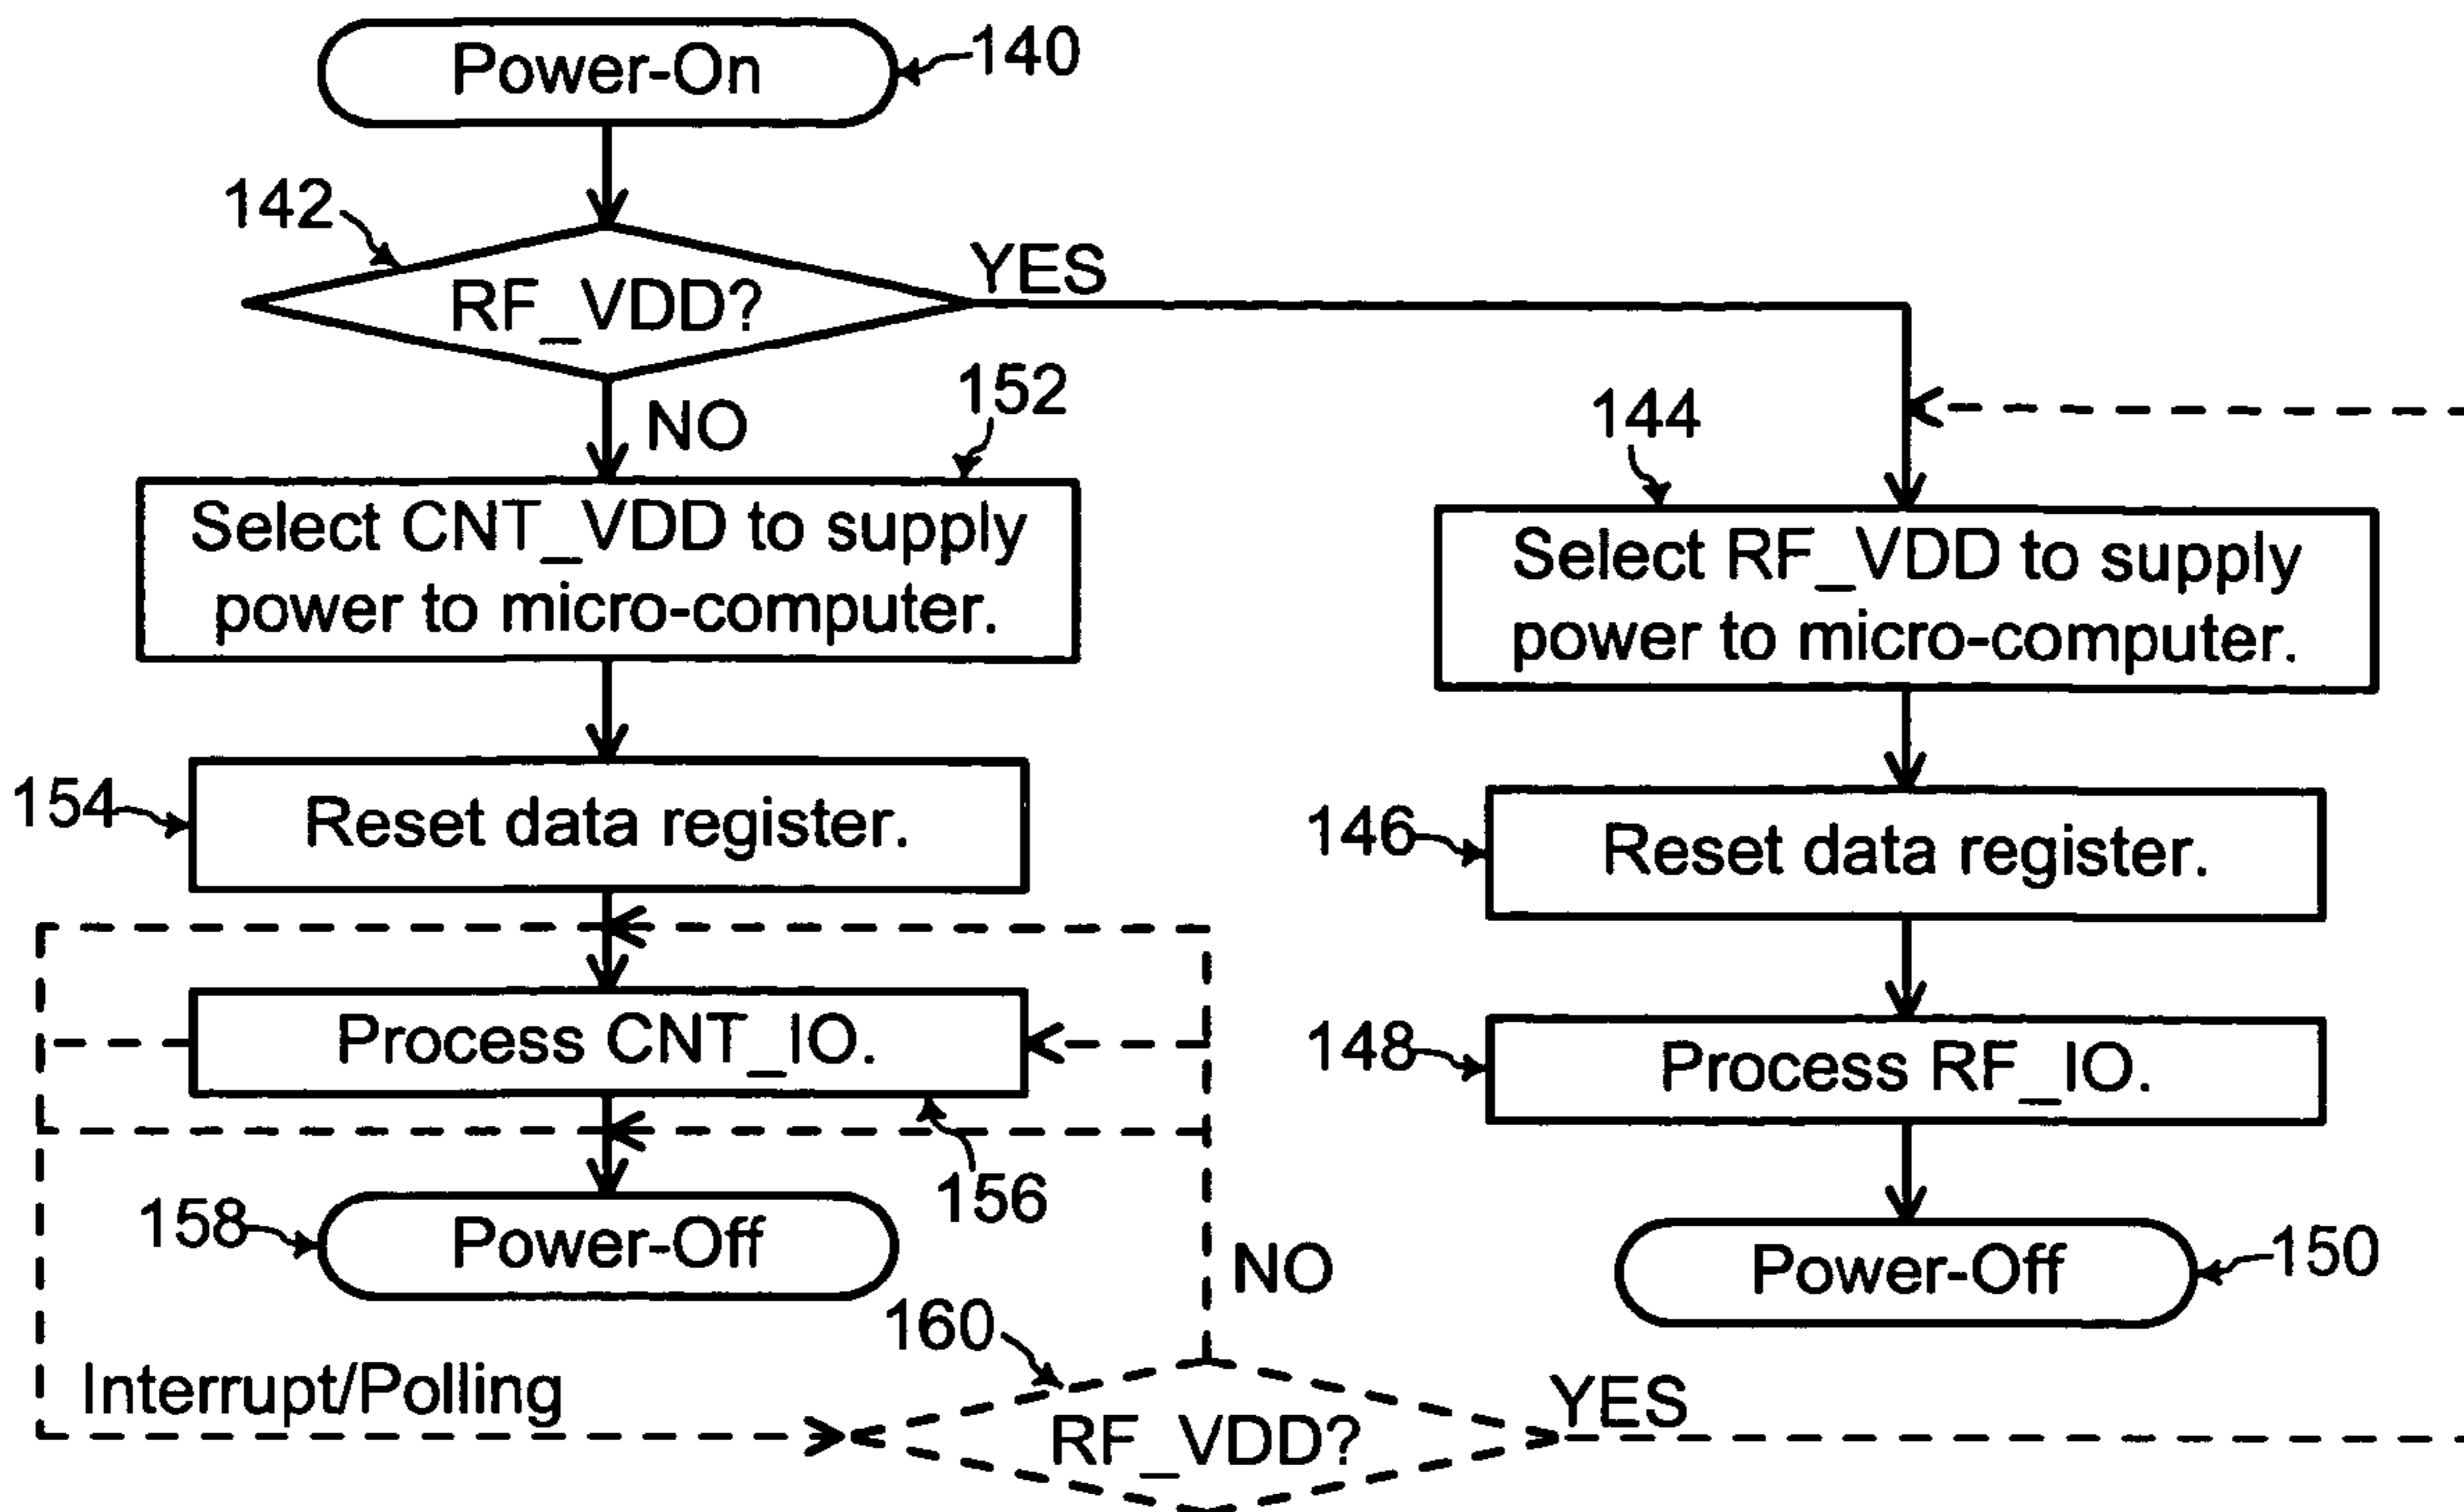 Power-On
140
142
RF_VDD?
YES
NO
152
Select CNT_VDD to supply
power to micro-computer.
154
Reset data register.
Process CNT_IO.
156
158
Power-Off
144
Select RF_VDD to supply
power to micro-computer.
146
Reset data register.
148
Process RF_IO.
Power-Off
150
Interrupt/Polling
160
RF_VDD?
NO
YES